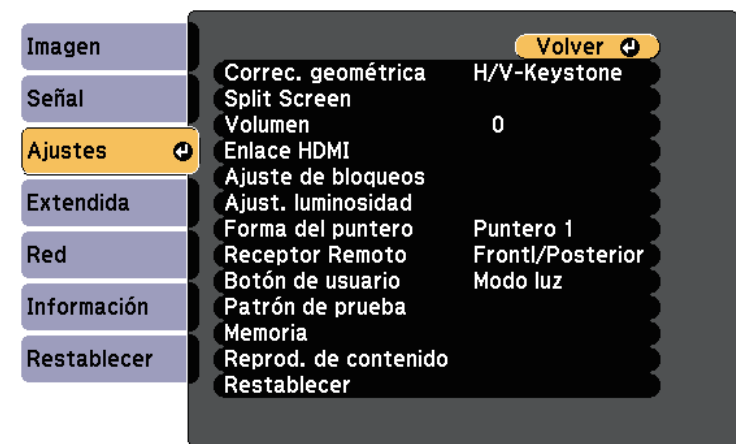 Imagen
Señal
Ajustes
Extendida
Red
Información
Restablecer
Volver
Correc. geométrica H/V-Keystone
Split Screen
Volumen 0
Enlace HDMI
Ajuste de bloqueos
Ajust. luminosidad
Forma del puntero Puntero 1
Receptor Remoto Frontl/Posterior
Botón de usuario Modo luz
Patrón de prueba
Memoria
Reprod. de contenido
Restablecer